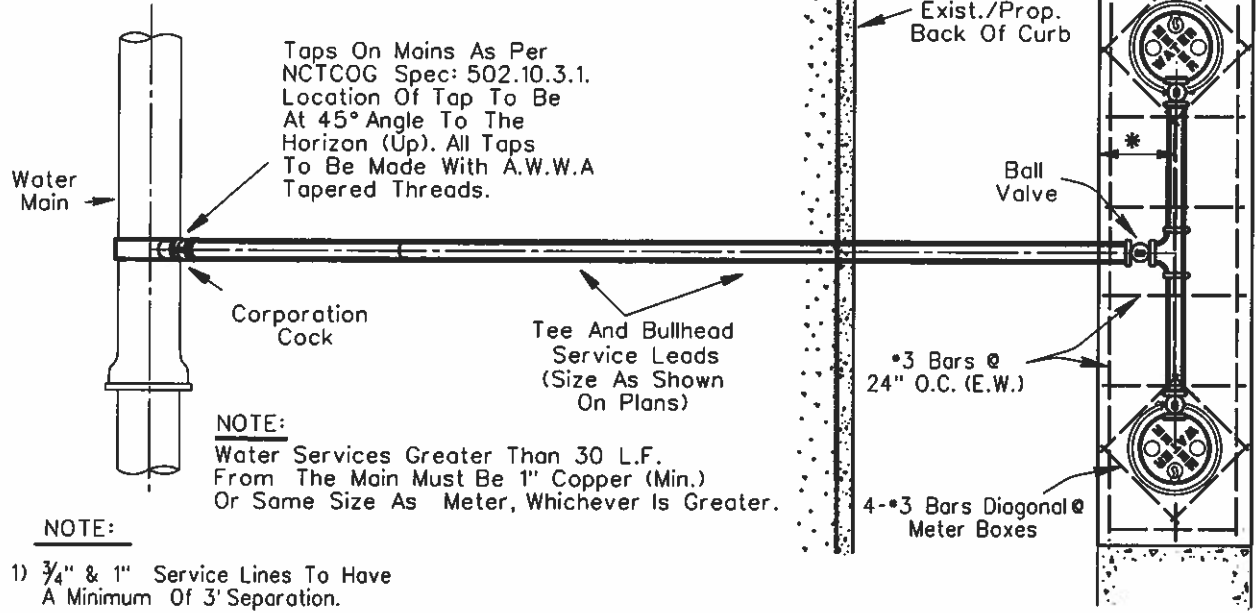 Exist./Prop.
Back Of Curb
Taps On Mains As Per
NCTCOG Spec: 502.10.3.1.
Location Of Tap To Be
At 45° Angle To The
Horizon (Up). All Taps
To Be Made With A.W.W.A
Tapered Threads.
Water
Main
*
Ball
Valve
Corporation
Cock
Tee And Bullhead
Service Leads
(Size As Shown
On Plans)
*3 Bars @
24" O.C. (E.W.)
NOTE:
Water Services Greater Than 30 L.F.
From The Main Must Be 1" Copper (Min.)
Or Same Size As Meter, Whichever Is Greater.
4-*3 Bars Diagonal @
Meter Boxes
NOTE:
1) ¾" & 1" Service Lines To Have
A Minimum Of 3' Separation.